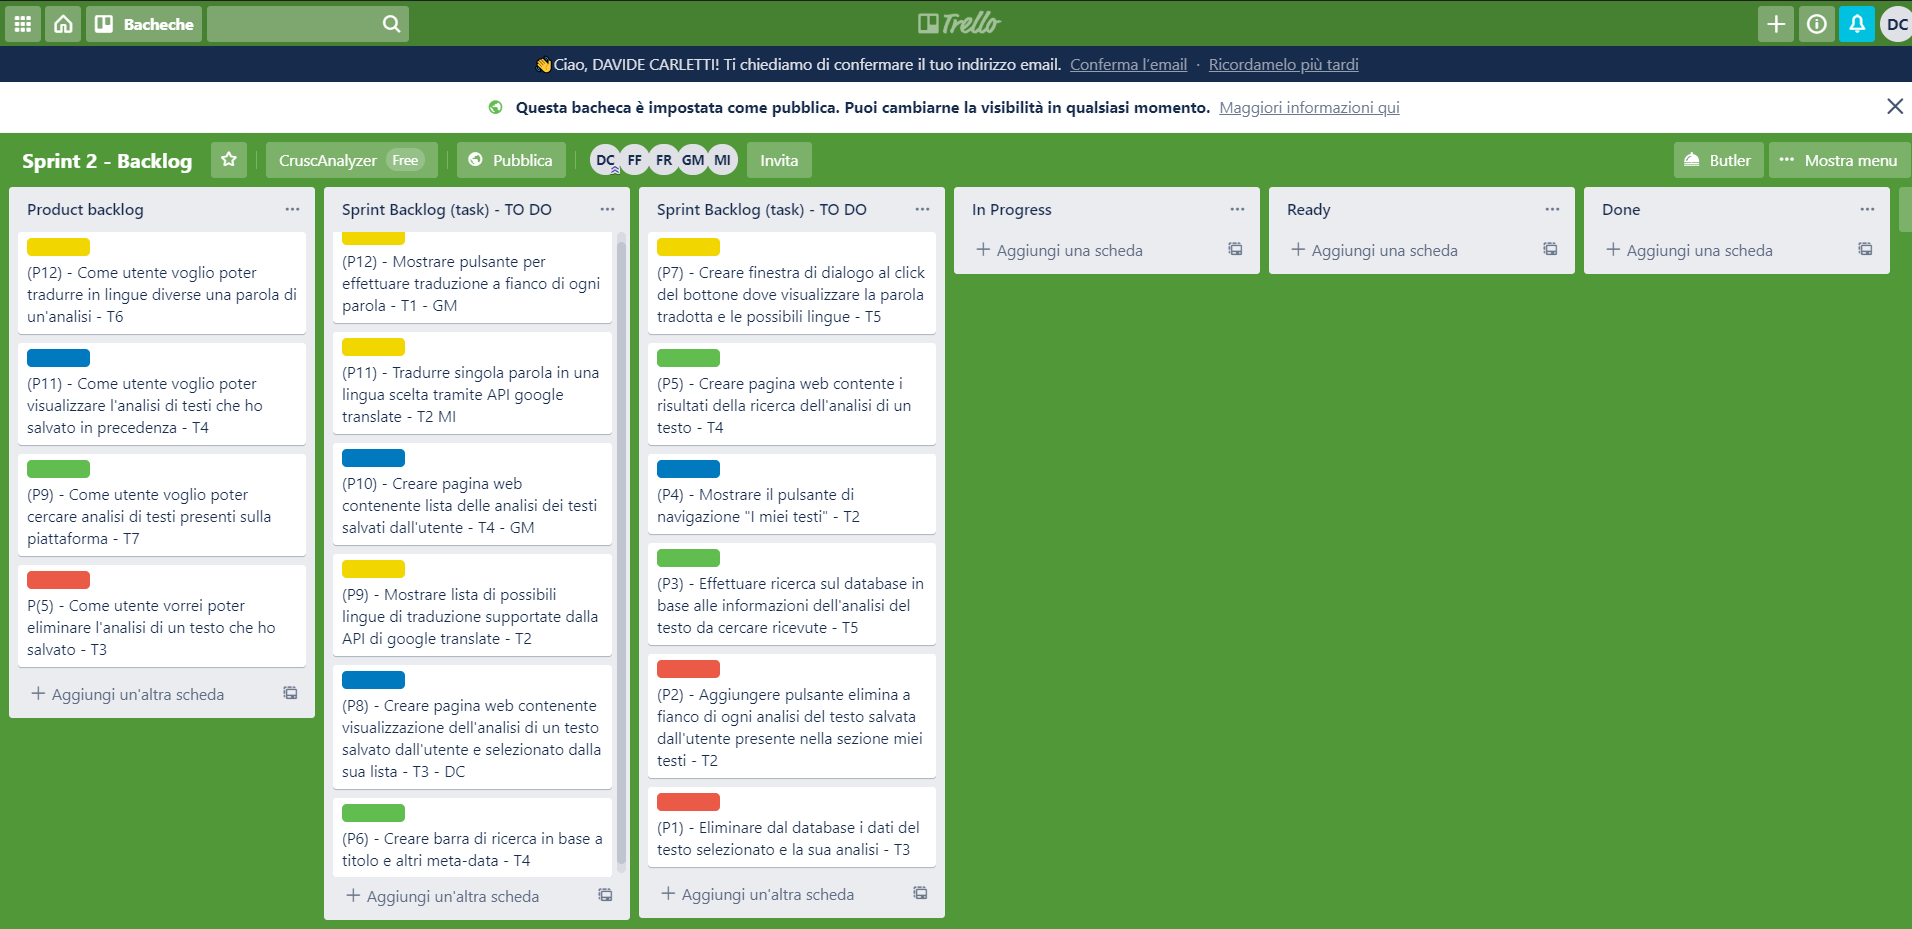 Bacheche
Trello
DC
Ciao, DAVIDE CARLETTI! Ti chiediamo di confermare il tuo indirizzo email. Conferma l'email · Ricordamelo più tardi
Questa bacheca è impostata come pubblica. Puoi cambiarne la visibilità in qualsiasi momento. Maggiori informazioni qui
Sprint 2 - Backlog
CruscAnalyzer Free
Pubblica
DC FF FR GM MI
Invita
Butler
Mostra menu
Product backlog
(P12) - Come utente voglio poter
tradurre in lingue diverse una parola di
un'analisi - T6
(P11) - Come utente voglio poter
visualizzare l'analisi di testi che ho
salvato in precedenza - T4
(P9) - Come utente voglio poter
cercare analisi di testi presenti sulla
piattaforma - T7
P(5) - Come utente vorrei poter
eliminare l'analisi di un testo che ho
salvato - T3
Aggiungi un'altra scheda
Sprint Backlog (task) - TO DO
(P12) - Mostrare pulsante per
effettuare traduzione a fianco di ogni
parola - T1 - GM
(P11) - Tradurre singola parola in una
lingua scelta tramite API google
translate - T2 MI
(P10) - Creare pagina web
contenente lista delle analisi dei testi
salvati dall'utente - T4 - GM
(P9) - Mostrare lista di possibili
lingue di traduzione supportate dalla
API di google translate - T2
(P8) - Creare pagina web contenente
visualizzazione dell'analisi di un testo
salvato dall'utente e selezionato dalla
sua lista - T3 - DC
(P6) - Creare barra di ricerca in base a
titolo e altri meta-data - T4
Aggiungi un'altra scheda
Sprint Backlog (task) - TO DO
(P7) - Creare finestra di dialogo al click
del bottone dove visualizzare la parola
tradotta e le possibili lingue - T5
(P5) - Creare pagina web contente i
risultati della ricerca dell'analisi di un
testo - T4
(P4) - Mostrare il pulsante di
navigazione "I miei testi" - T2
(P3) - Effettuare ricerca sul database in
base alle informazioni dell'analisi del
testo da cercare ricevute - T5
(P2) - Aggiungere pulsante elimina a
fianco di ogni analisi del testo salvata
dall'utente presente nella sezione miei
testi - T2
(P1) - Eliminare dal database i dati del
testo selezionato e la sua analisi - T3
Aggiungi un'altra scheda
In Progress
Aggiungi una scheda
Ready
Aggiungi una scheda
Done
Aggiungi una scheda